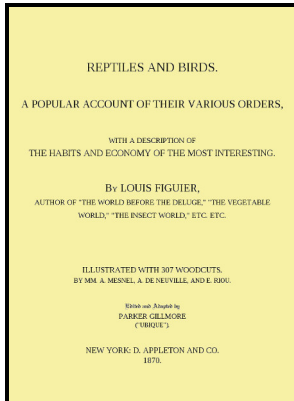 REPTILES AND BIRDS.
A POPULAR ACCOUNT OF THEIR VARIOUS ORDERS,
WITH A DESCRIPTION OF
THE HABITS AND ECONOMY OF THE MOST INTERESTING.
By LOUIS FIGUIER,
AUTHOR OF "THE WORLD BEFORE THE DELUGE," "THE VEGETABLE
WORLD," "THE INSECT WORLD," ETC. ETC.
ILLUSTRATED WITH 307 WOODCUTS.
BY MM. A. MESNEL, A. DE NEUVILLE, AND E. RIOU.
Edited and Adapted by
PARKER GILLMORE
("UBIQUE").
NEW YORK: D. APPLETON AND CO.
1870.